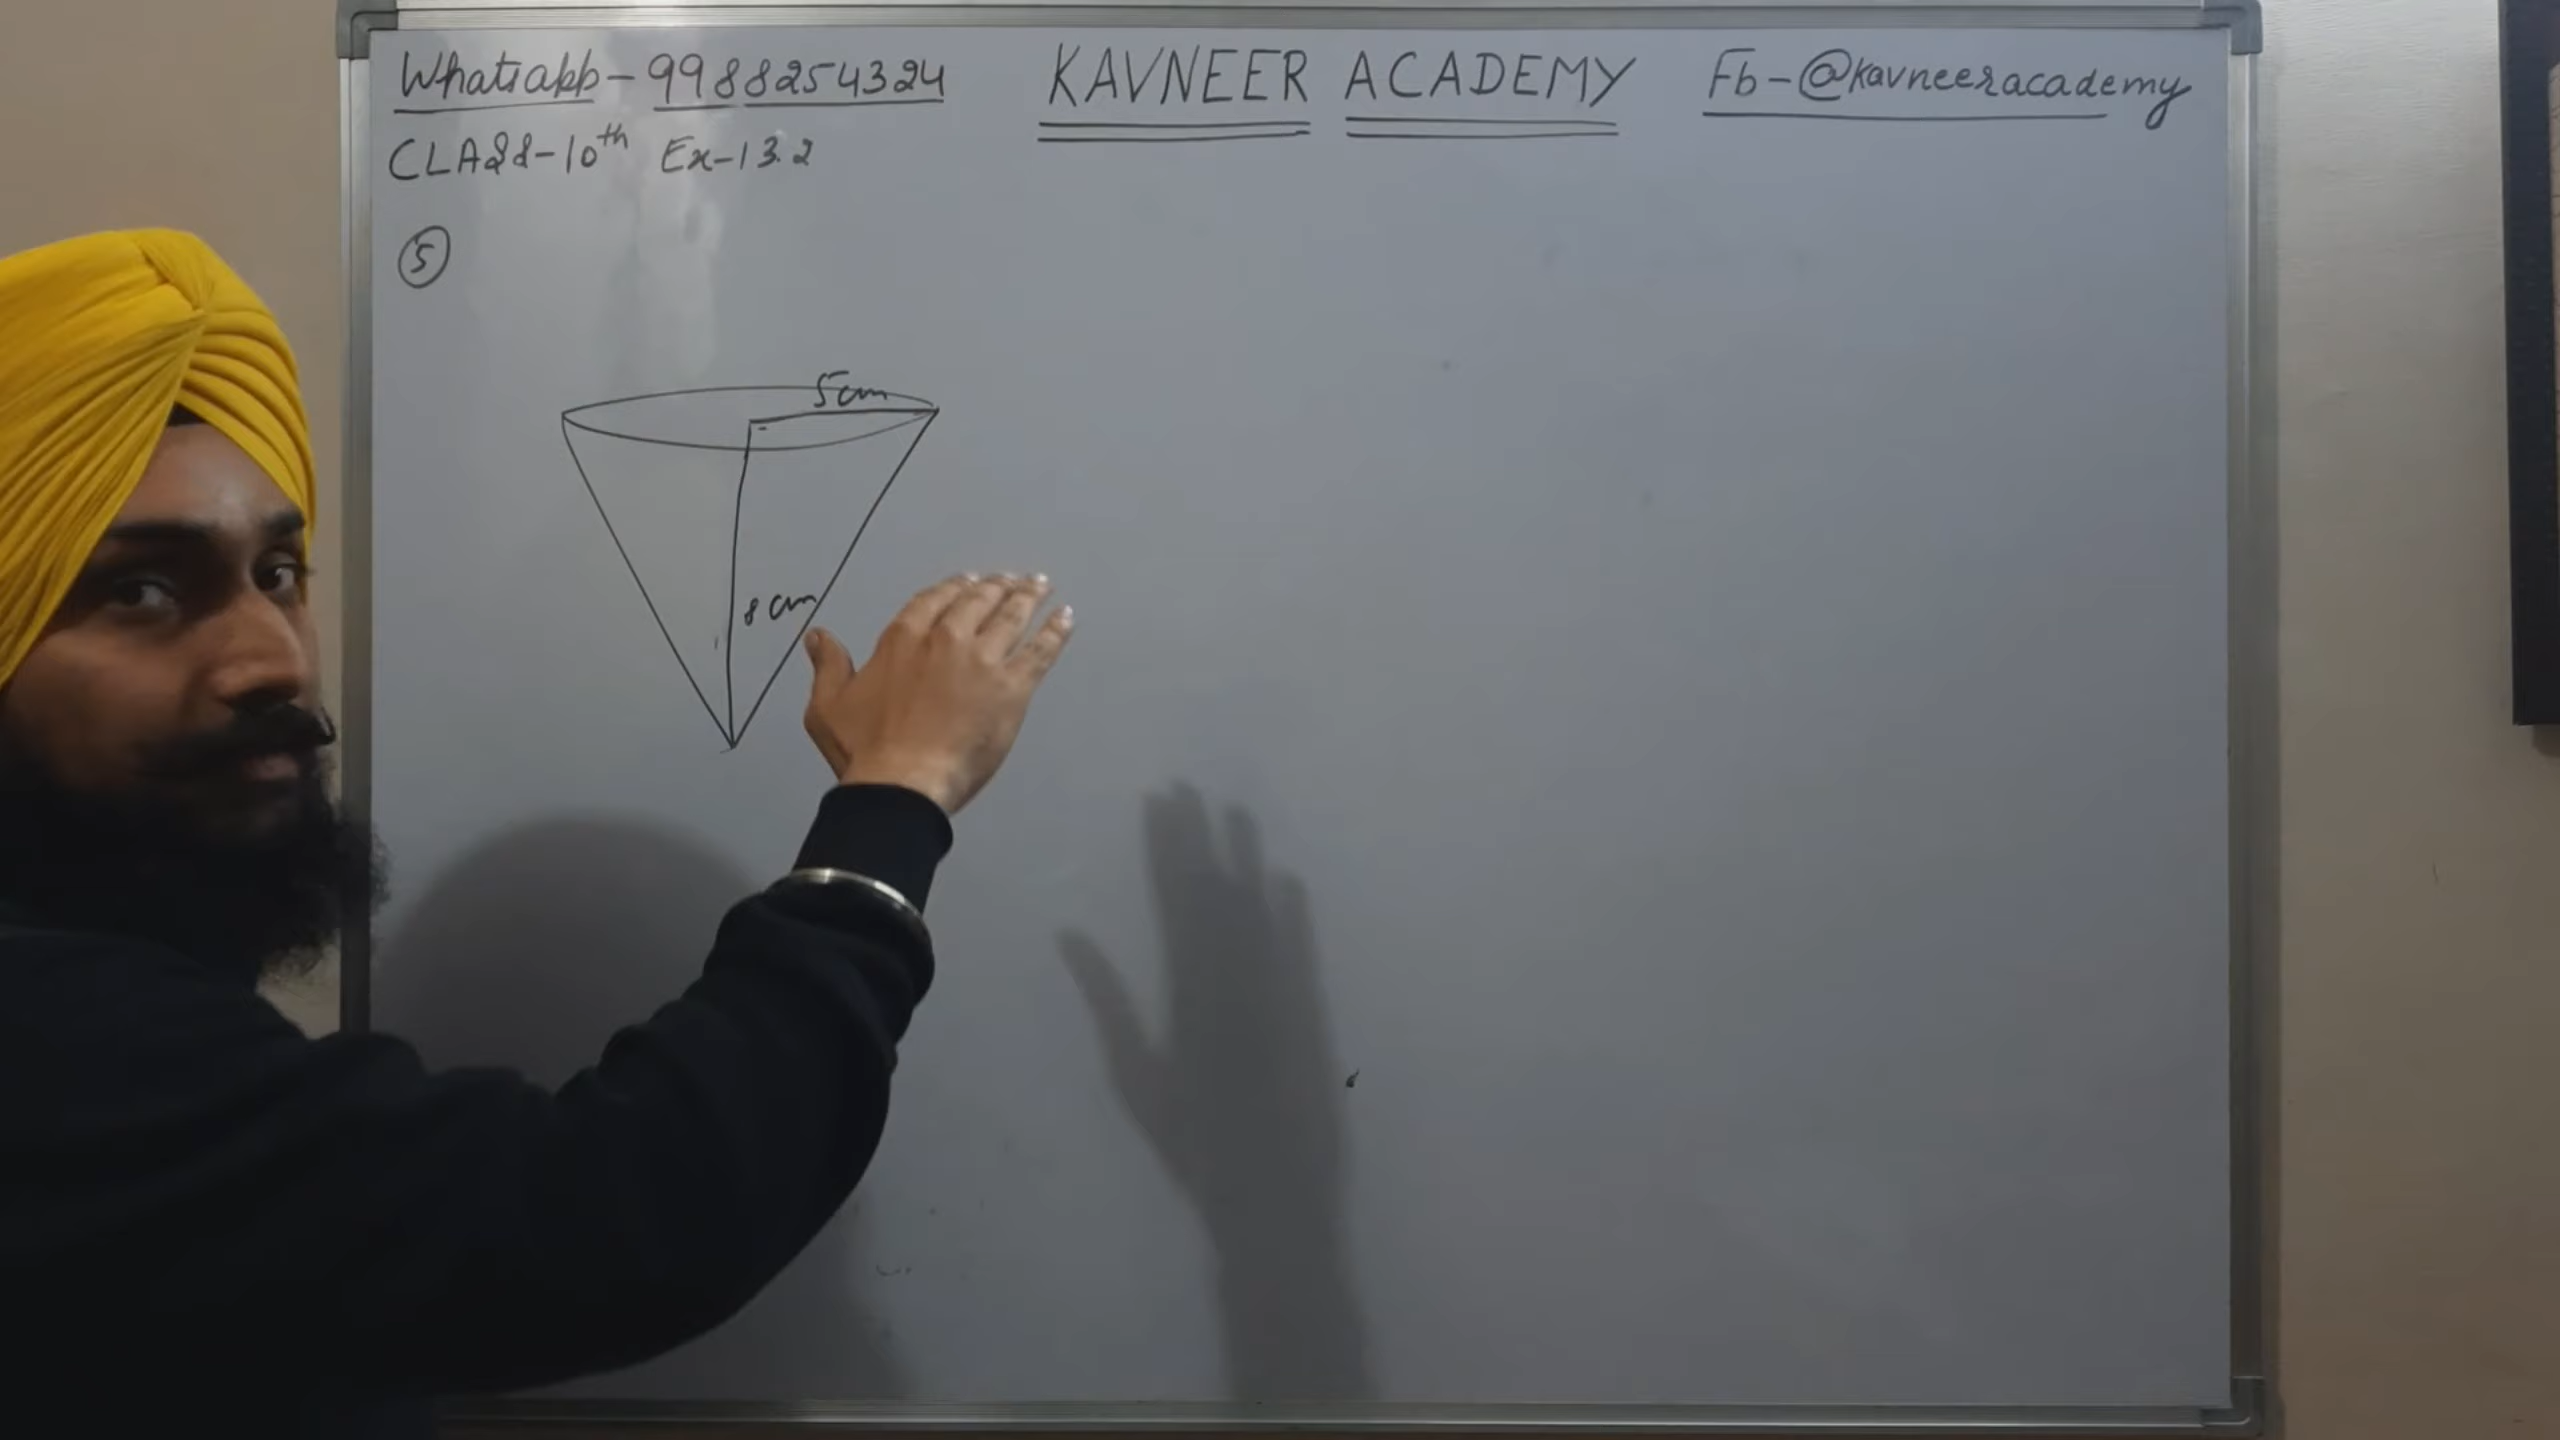 Whatsapp-9988254324 KAVNEER ACADEMY Fb-@kavneeracademy
CLASS-10th Ex-13.2
5
5cm
8cm